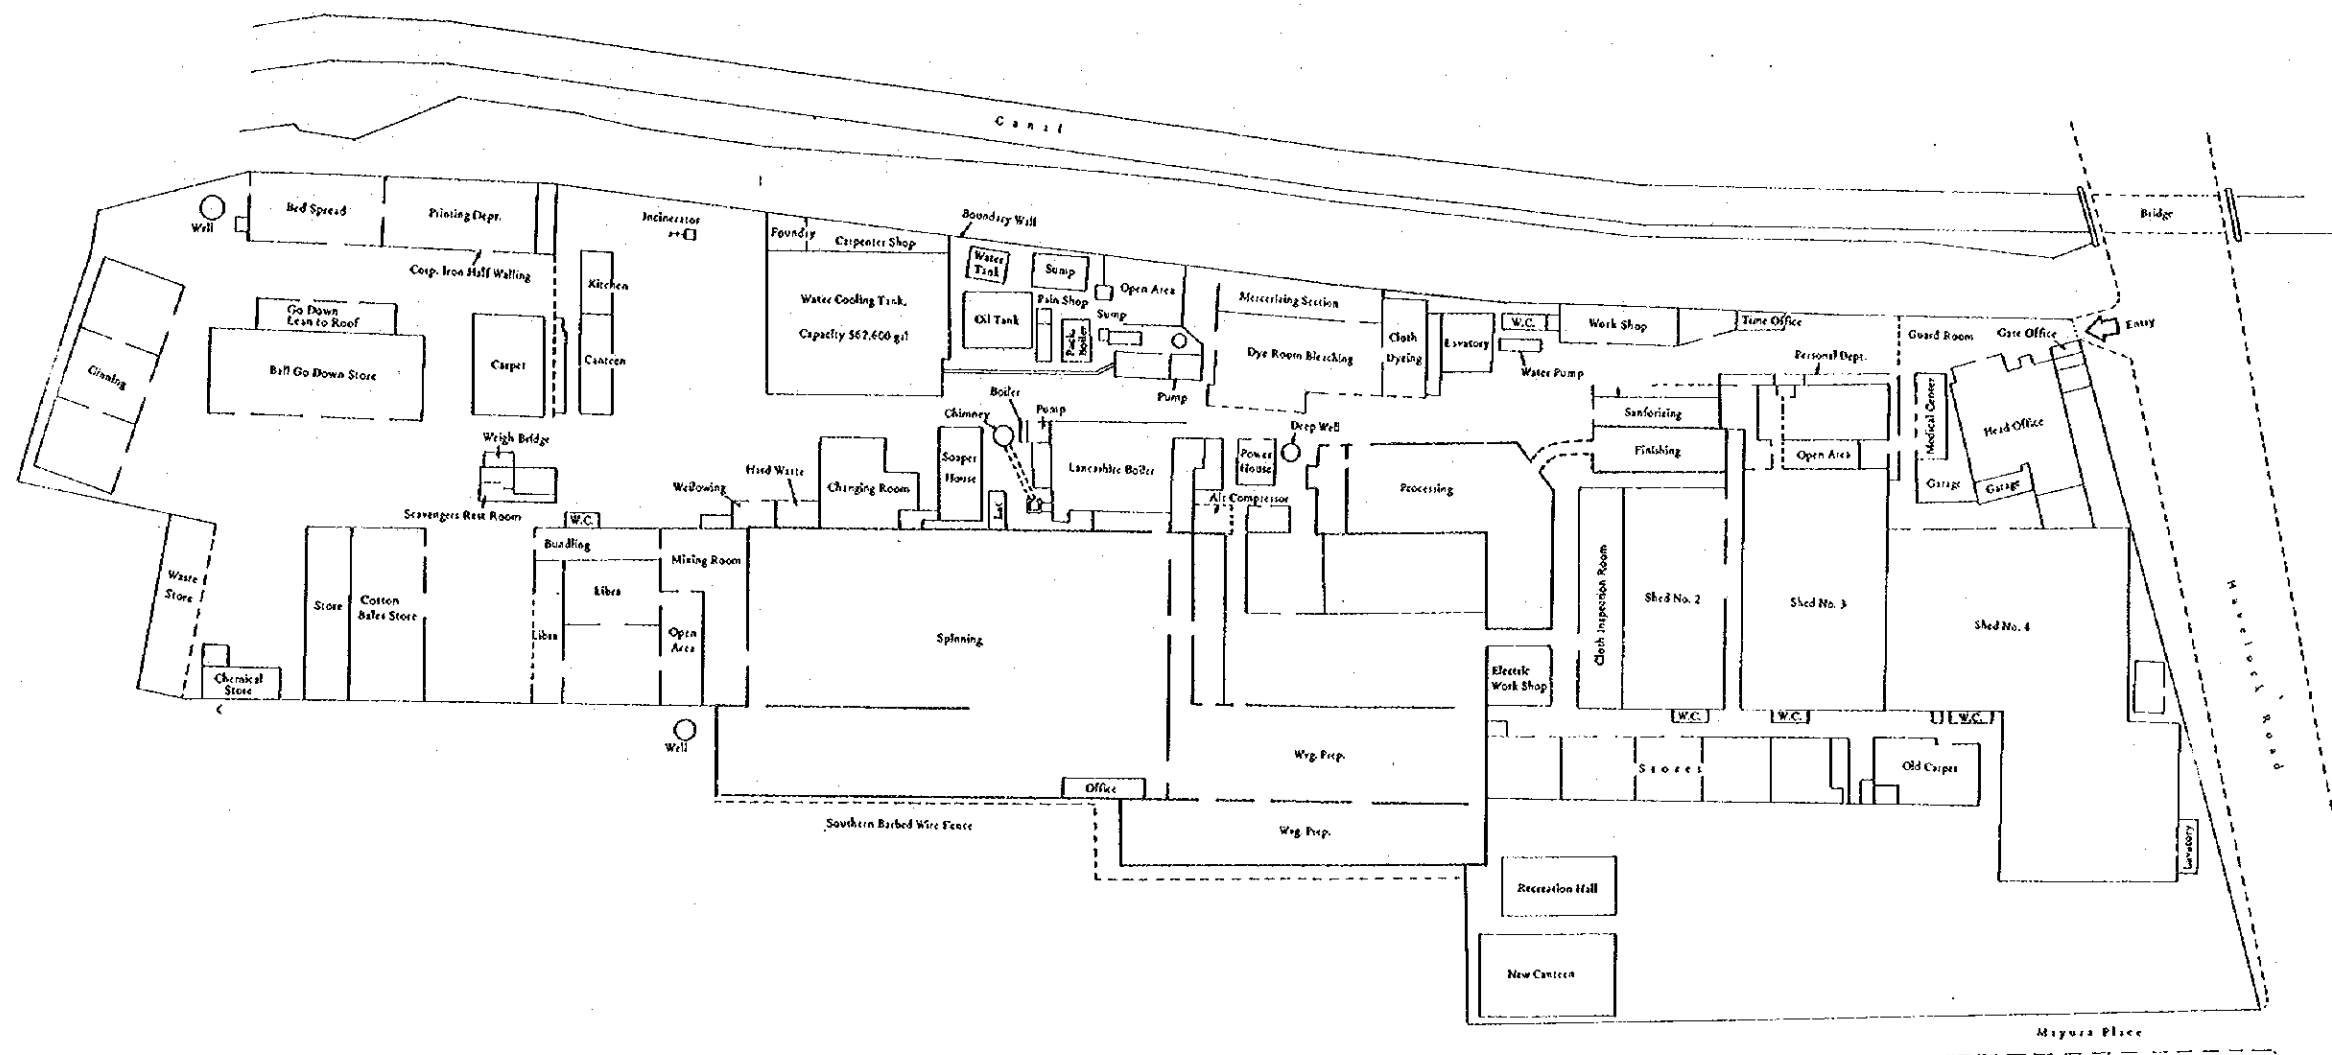 Canal
Bridge
Boundary Wall
Well
Bed Spread
Printing Dept.
Incinerator
Foundry
Carpenter Shop
Corp. Iron Half Walling
Kitchen
Water
Tank
Sump
Open Area
Mercerizing Section
Water Cooling Tank.
Capacity 562,600 gal
Pain Shop
Oil Tank
Sump
Boiler
Go Down
Lean to Roof
Cloth
Dyeing
Lavatory
W.C.
Work Shop
Time Office
Guard Room
Gate Office
Entry
Dye Room Bleaching
Personal Dept.
Water Pump
Ginning
Ball Go Down Store
Carpet
Canteen
Pump
Boiler
Pump
Chimney
Deep Well
Sanforizing
Medical Center
Head Office
Weigh Bridge
Soaper
House
Lancashire Boiler
Power
House
Finishing
Open Area
Hard Waste
Changing Room
Processing
Garage
Garage
Air Compressor
Scavengers Rest Room
W.C.
Lat
Bundling
Mixing Room
Waste
Store
Store
Cotton
Bales Store
Libra
Libra
Open
Area
Spinning
Cloth Inspection Room
Shed No. 2
Shed No. 3
Shed No. 4
Havelock Road
Chemical
Store
Electric
Work Shop
W.C.
W.C.
W.C.
Well
Wvg. Prep.
Stores
Old Carpet
Office
Southern Barbed Wire Fence
Wvg. Prep.
Lavatory
Recreation Hall
New Canteen
Mayura Place